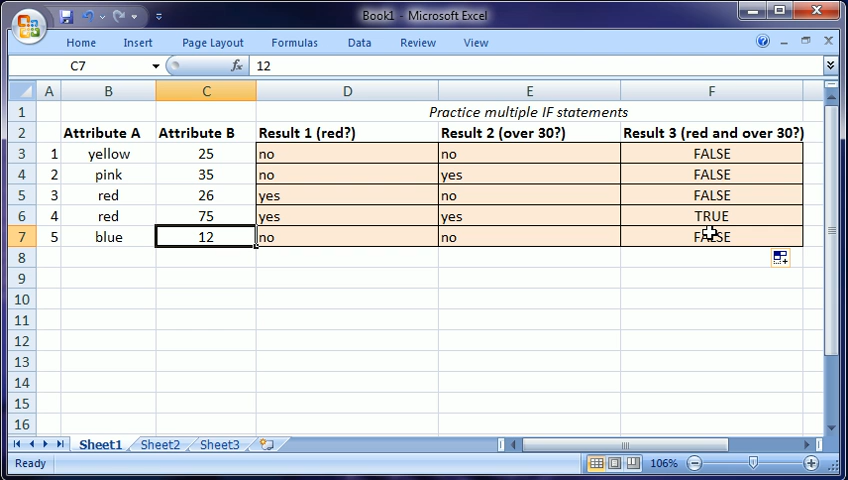 Book1 - Microsoft Excel
Home Insert Page Layout Formulas Data Review View
C7 fx 12
A B C D E F
1 Practice multiple IF statements
2 Attribute A Attribute B Result 1 (red?) Result 2 (over 30?) Result 3 (red and over 30?)
3 1 yellow 25 no no FALSE
4 2 pink 35 no yes FALSE
5 3 red 26 yes no FALSE
6 4 red 75 yes yes TRUE
7 5 blue 12 no no FALSE
8
9
10
11
12
13
14
15
16
Sheet1 Sheet2 Sheet3
Ready 106%